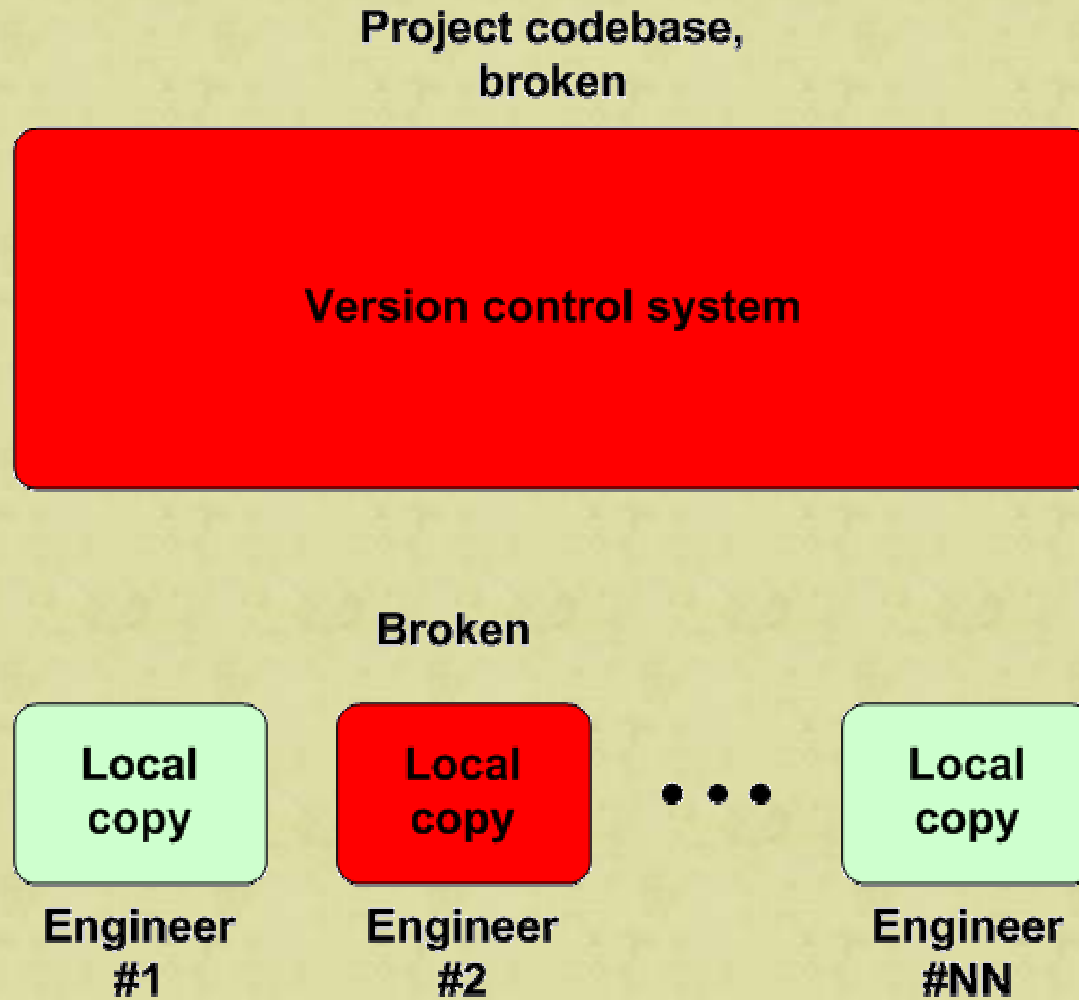 Project codebase,
broken
Version control system
Broken
Local
copy
Local
copy
Local
copy
Engineer
#1
Engineer
#2
Engineer
#NN